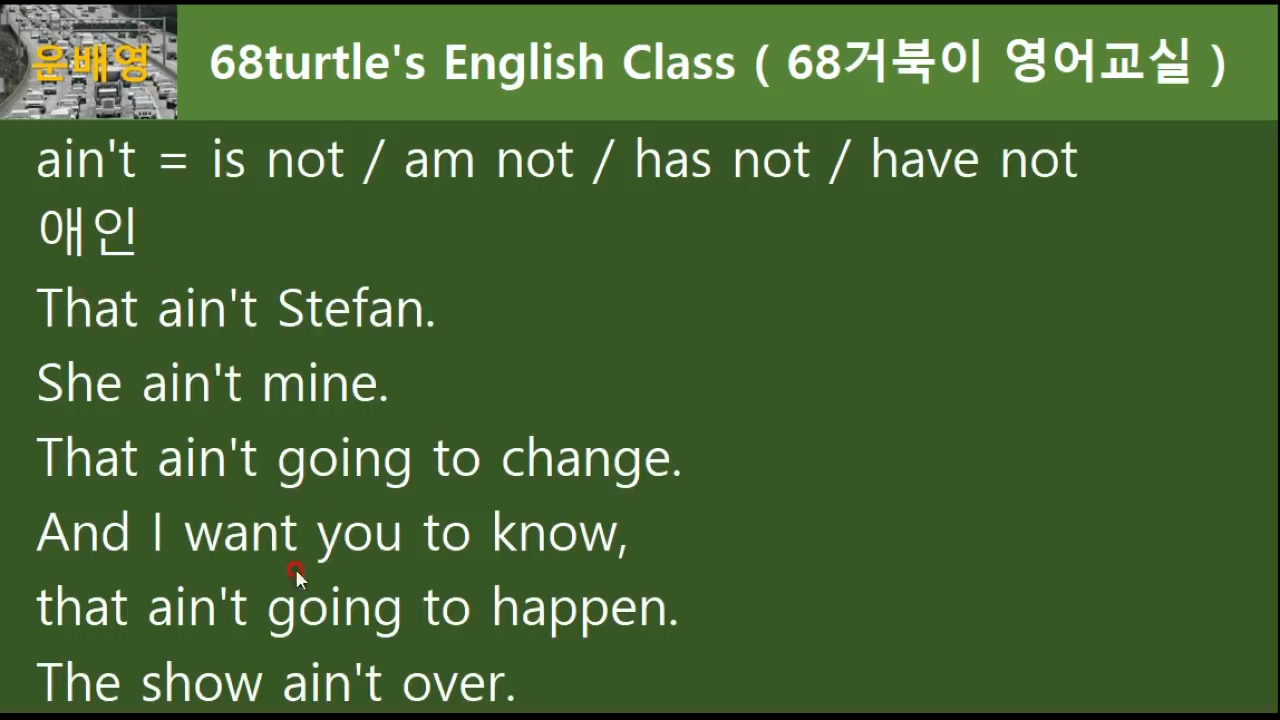 운배영
68turtle's English Class ( 68거북이 영어교실 )
ain't = is not / am not / has not / have not
애인
That ain't Stefan.
She ain't mine.
That ain't going to change.
And I want you to know,
that ain't going to happen.
The show ain't over.